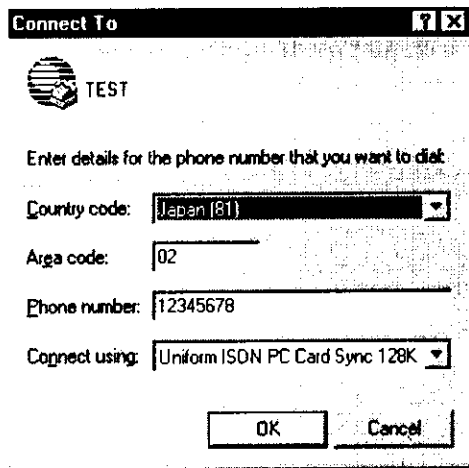 Connect To
TEST
Enter details for the phone number that you want to dial:
Country code: Japan (81)
Area code: 02
Phone number: 12345678
Connect using: Uniform ISDN PC Card Sync 128K
OK Cancel